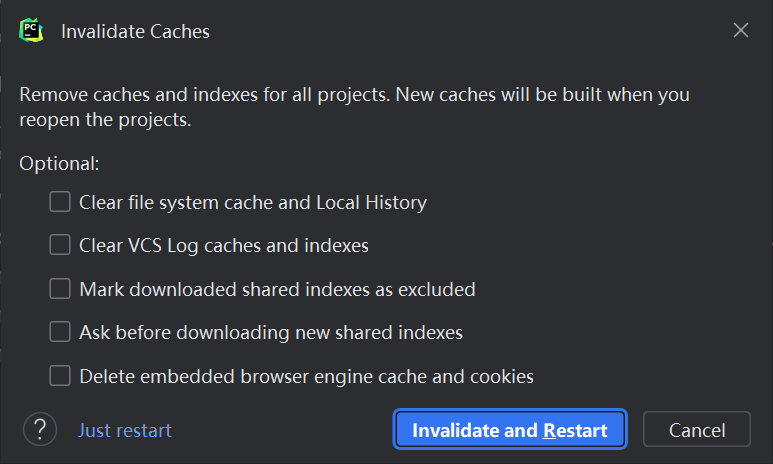 PC
Invalidate Caches
Remove caches and indexes for all projects. New caches will be built when you
reopen the projects.
Optional:
Clear file system cache and Local History
Clear VCS Log caches and indexes
Mark downloaded shared indexes as excluded
Ask before downloading new shared indexes
Delete embedded browser engine cache and cookies
? Just restart Invalidate and Restart Cancel